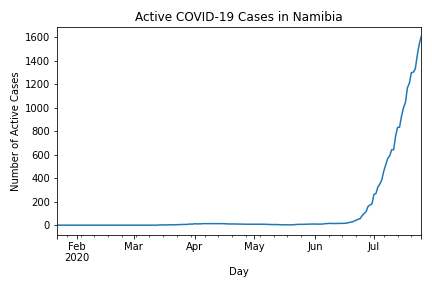 Active COVID-19 Cases in Namibia
Number of Active Cases
1600
1400
1200
1000
800
600
400
200
0
Feb Mar Apr May Jun Jul
2020
Day